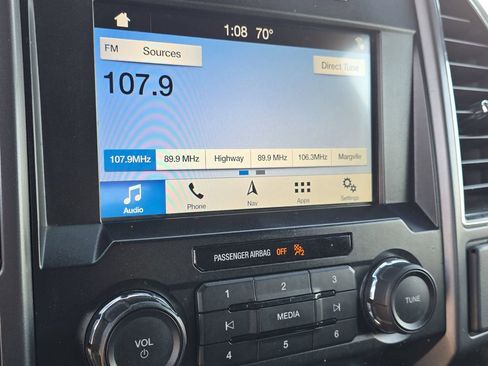 1:08 70°
FM Sources
Direct Tune
107.9
107.9MHz 89.9 MHz Highway 89.9 MHz 106.3MHz Margville
Audio Phone Nav Apps Settings
PASSENGER AIRBAG OFF
1 2 3
MEDIA
4 5 6
VOL
TUNE